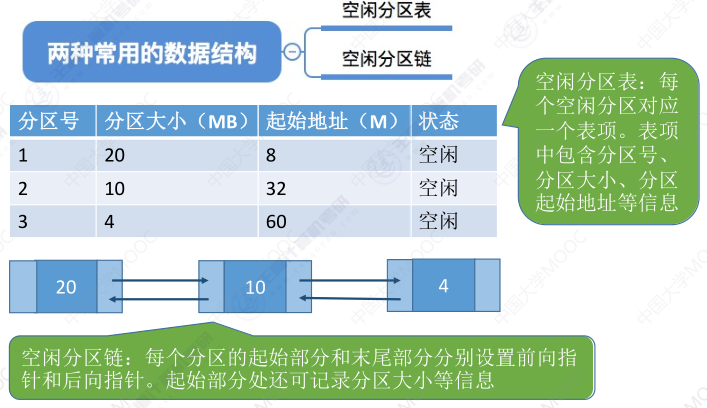 空闲分区表
两种常用的数据结构
空闲分区链
分区号 分区大小（MB） 起始地址（M） 状态
1 20 8 空闲
2 10 32 空闲
3 4 60 空闲
空闲分区表：每
个空闲分区对应
一个表项。表项
中包含分区号、
分区大小、分区
起始地址等信息
20 10 4
空闲分区链：每个分区的起始部分和末尾部分分别设置前向指
针和后向指针。起始部分处还可记录分区大小等信息
中国大学MOOC
王道计算机考研